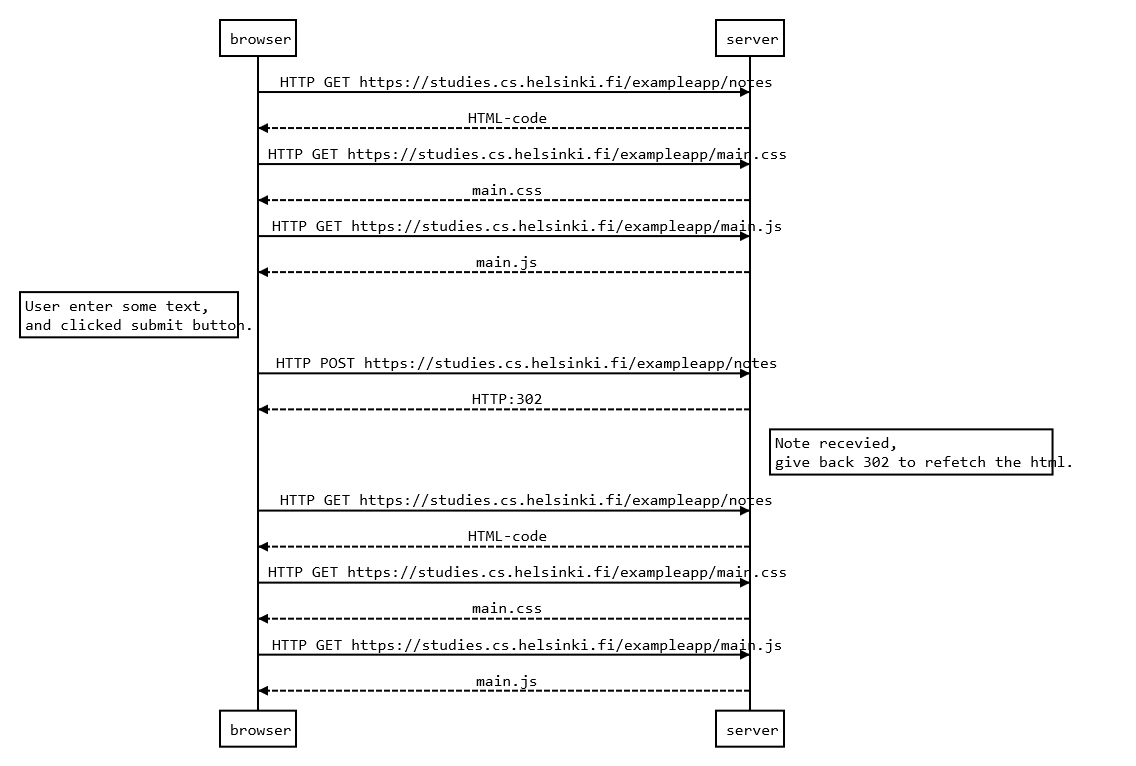 browser
server
HTTP GET https://studies.cs.helsinki.fi/exampleapp/notes
HTML-code
HTTP GET https://studies.cs.helsinki.fi/exampleapp/main.css
main.css
HTTP GET https://studies.cs.helsinki.fi/exampleapp/main.js
main.js
User enter some text,
and clicked submit button.
HTTP POST https://studies.cs.helsinki.fi/exampleapp/notes
HTTP:302
Note recevied,
give back 302 to refetch the html.
HTTP GET https://studies.cs.helsinki.fi/exampleapp/notes
HTML-code
HTTP GET https://studies.cs.helsinki.fi/exampleapp/main.css
main.css
HTTP GET https://studies.cs.helsinki.fi/exampleapp/main.js
main.js
browser
server